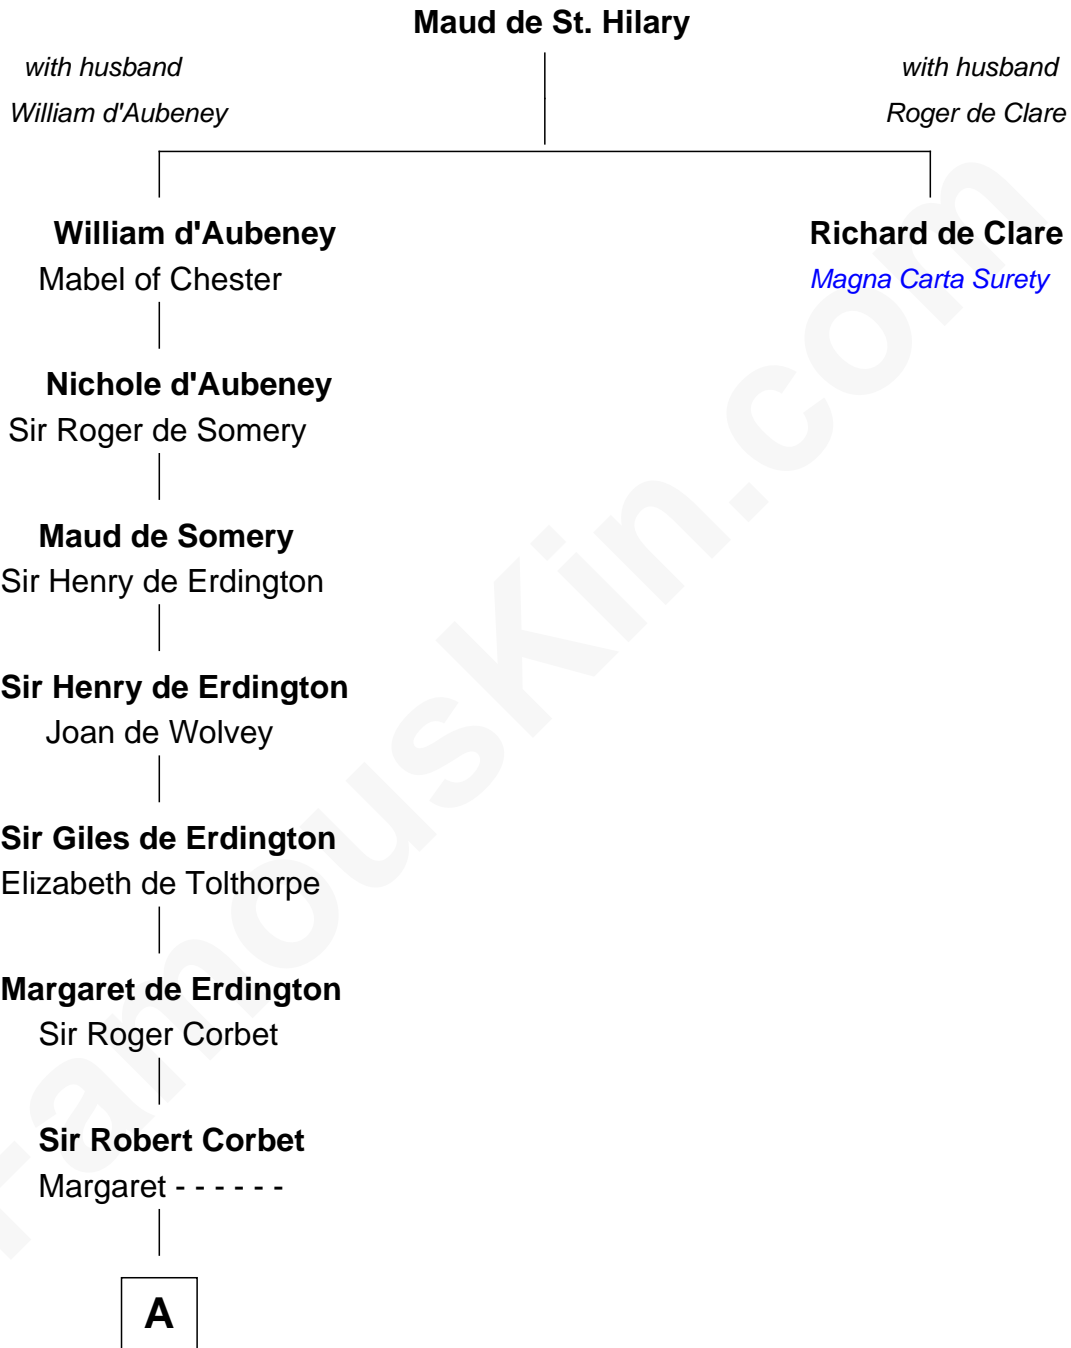 Maud de St. Hilary
with husband
William d'Aubeney
with husband
Roger de Clare
William d'Aubeney
Mabel of Chester
Richard de Clare
Magna Carta Surety
Nichole d'Aubeney
Sir Roger de Somery
Maud de Somery
Sir Henry de Erdington
Sir Henry de Erdington
Joan de Wolvey
Sir Giles de Erdington
Elizabeth de Tolthorpe
Margaret de Erdington
Sir Roger Corbet
Sir Robert Corbet
Margaret - - - - - -
A
FamousKin.com